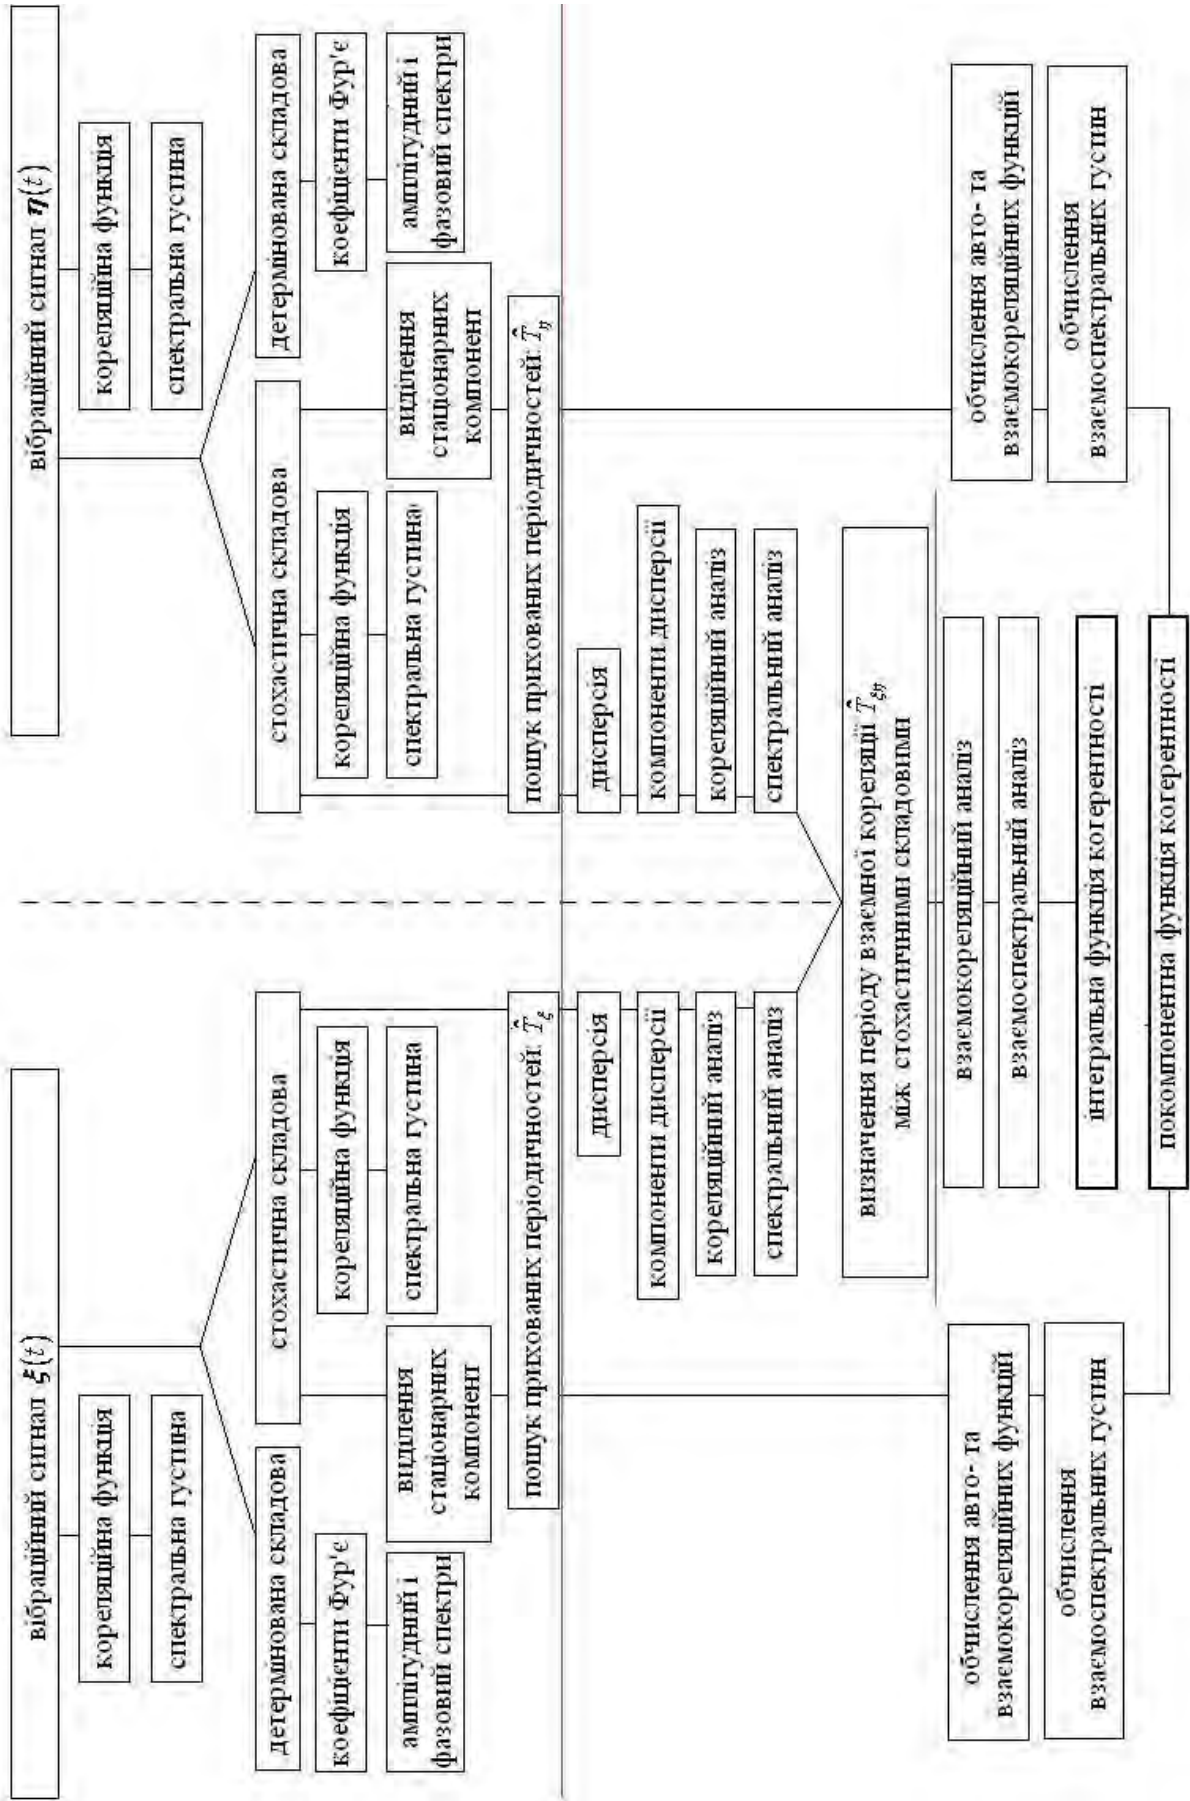 вібраційний сигнал ξ(t)
кореляційна функція
спектральна густина
детермінована складова
коефіцієнти Фур'є
амплітудний і
фазовий спектри
стохастична складова
кореляційна функція
спектральна густина
виділення
стаціонарних
компонент
пошук прихованих періодичностей: T̂ξ
вібраційний сигнал η(t)
кореляційна функція
спектральна густина
стохастична складова
кореляційна функція
спектральна густина
виділення
стаціонарних
компонент
детермінована складова
коефіцієнти Фур'є
амплітудний і
фазовий спектри
пошук прихованих періодичностей: T̂η
дисперсія
компоненти дисперсії
кореляційний аналіз
спектральний аналіз
дисперсія
компоненти дисперсії
кореляційний аналіз
спектральний аналіз
визначення періоду взаємної кореляції T̂ξη
між стохастичними складовими
обчислення авто- та
взаємокореляційних функцій
обчислення
взаємоспектральних густин
взаємокореляційний аналіз
взаємоспектральний аналіз
інтегральна функція когерентності
покомпонентна функція когерентності
обчислення авто- та
взаємокореляційних функцій
обчислення
взаємоспектральних густин